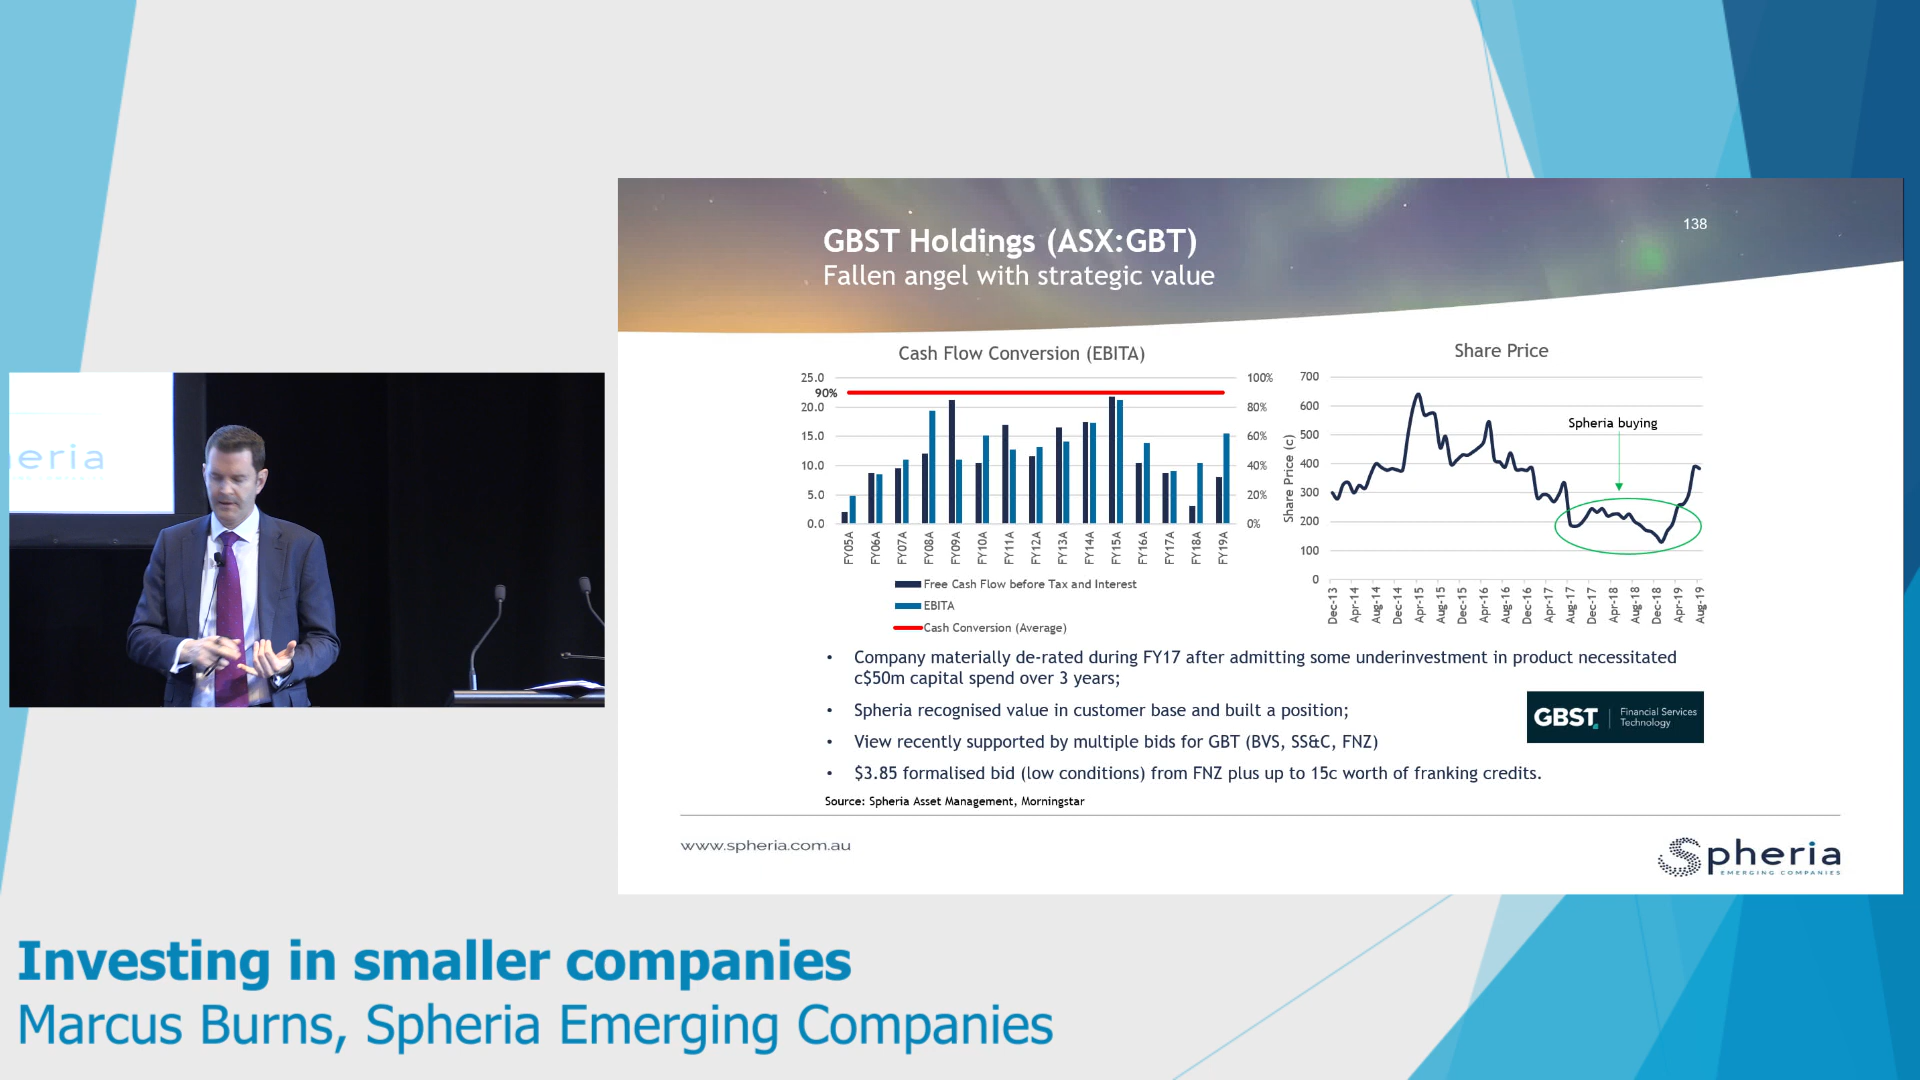 GBST Holdings (ASX:GBT)
Fallen angel with strategic value
138
Cash Flow Conversion (EBITA)
25.0
90%
20.0
15.0
10.0
5.0
0.0
100%
80%
60%
40%
20%
0%
FY05A
FY06A
FY07A
FY08A
FY09A
FY10A
FY11A
FY12A
FY13A
FY14A
FY15A
FY16A
FY17A
FY18A
FY19A
Free Cash Flow before Tax and Interest
EBITA
Cash Conversion (Average)
Share Price
Share Price (c)
700
600
500
400
300
200
100
0
Spheria buying
Dec-13
Apr-14
Aug-14
Dec-14
Apr-15
Aug-15
Dec-15
Apr-16
Aug-16
Dec-16
Apr-17
Aug-17
Dec-17
Apr-18
Aug-18
Dec-18
Apr-19
Aug-19
• Company materially de-rated during FY17 after admitting some underinvestment in product necessitated
c$50m capital spend over 3 years;
• Spheria recognised value in customer base and built a position;
• View recently supported by multiple bids for GBT (BVS, SS&C, FNZ)
• $3.85 formalised bid (low conditions) from FNZ plus up to 15c worth of franking credits.
GBST. | Financial Services
Technology
Source: Spheria Asset Management, Morningstar
www.spheria.com.au
Spheria
EMERGING COMPANIES
eria
Investing in smaller companies
Marcus Burns, Spheria Emerging Companies